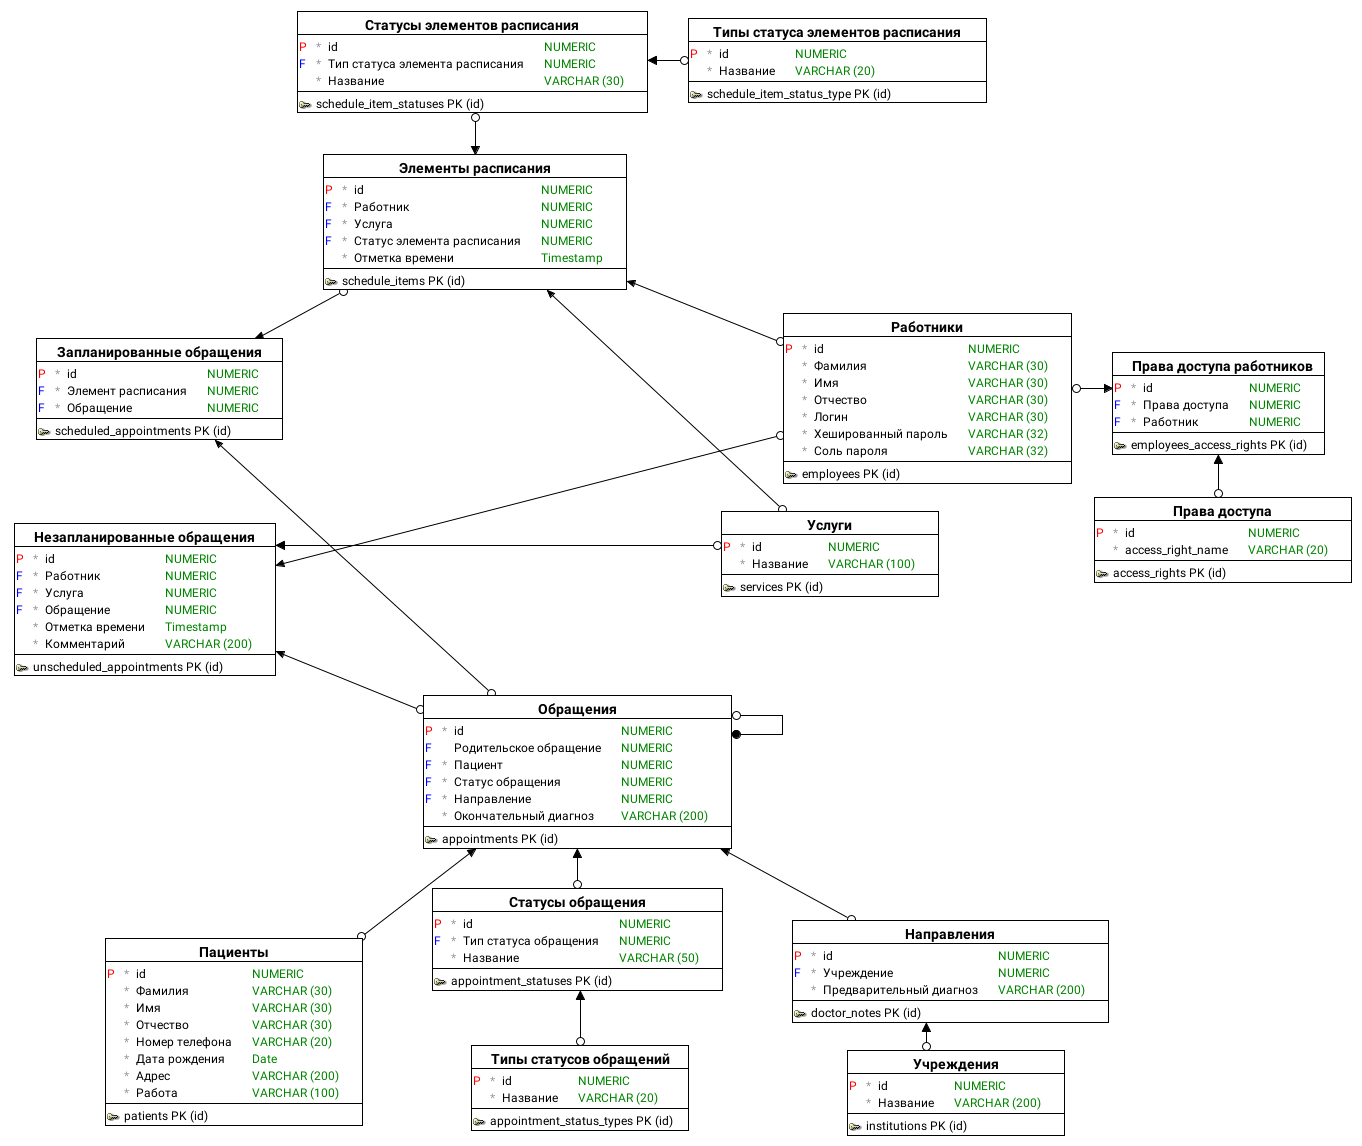 Статусы элементов расписания
P * id NUMERIC
F * Тип статуса элемента расписания NUMERIC
* Название VARCHAR (30)
schedule_item_statuses PK (id)
Типы статуса элементов расписания
P * id NUMERIC
* Название VARCHAR (20)
schedule_item_status_type PK (id)
Элементы расписания
P * id NUMERIC
F * Работник NUMERIC
F * Услуга NUMERIC
F * Статус элемента расписания NUMERIC
* Отметка времени Timestamp
schedule_items PK (id)
Запланированные обращения
P * id NUMERIC
F * Элемент расписания NUMERIC
F * Обращение NUMERIC
scheduled_appointments PK (id)
Работники
P * id NUMERIC
* Фамилия VARCHAR (30)
* Имя VARCHAR (30)
* Отчество VARCHAR (30)
* Логин VARCHAR (30)
* Хешированный пароль VARCHAR (32)
* Соль пароля VARCHAR (32)
employees PK (id)
Права доступа работников
P * id NUMERIC
F * Права доступа NUMERIC
F * Работник NUMERIC
employees_access_rights PK (id)
Права доступа
P * id NUMERIC
* access_right_name VARCHAR (20)
access_rights PK (id)
Незапланированные обращения
P * id NUMERIC
F * Работник NUMERIC
F * Услуга NUMERIC
F * Обращение NUMERIC
* Отметка времени Timestamp
* Комментарий VARCHAR (200)
unscheduled_appointments PK (id)
Услуги
P * id NUMERIC
* Название VARCHAR (100)
services PK (id)
Обращения
P * id NUMERIC
F Родительское обращение NUMERIC
F * Пациент NUMERIC
F * Статус обращения NUMERIC
F * Направление NUMERIC
* Окончательный диагноз VARCHAR (200)
appointments PK (id)
Пациенты
P * id NUMERIC
* Фамилия VARCHAR (30)
* Имя VARCHAR (30)
* Отчество VARCHAR (30)
* Номер телефона VARCHAR (20)
* Дата рождения Date
* Адрес VARCHAR (200)
* Работа VARCHAR (100)
patients PK (id)
Статусы обращения
P * id NUMERIC
F * Тип статуса обращения NUMERIC
* Название VARCHAR (50)
appointment_statuses PK (id)
Типы статусов обращений
P * id NUMERIC
* Название VARCHAR (20)
appointment_status_types PK (id)
Направления
P * id NUMERIC
F * Учреждение NUMERIC
* Предварительный диагноз VARCHAR (200)
doctor_notes PK (id)
Учреждения
P * id NUMERIC
* Название VARCHAR (200)
institutions PK (id)